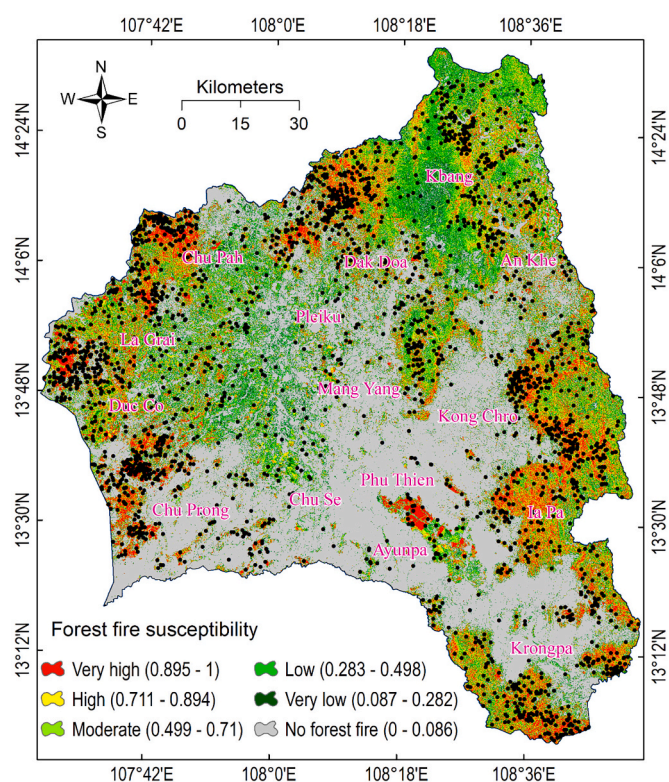 107°42'E 108°0'E 108°18'E 108°36'E
N
W E
S
Kilometers
0 15 30
14°24'N 14°24'N
Kbang
14°6'N Chu Pah Dak Doa An Khe 14°6'N
Pleiku
La Grai
13°48'N Mang Yang 13°48'N
Duc Co Kong Chro
Phu Thien
Chu Prong Chu Se Ia Pa
13°30'N 13°30'N
Ayunpa
Krongpa
13°12'N 13°12'N
Forest fire susceptibility
Very high (0.895 - 1) Low (0.283 - 0.498)
High (0.711 - 0.894) Very low (0.087 - 0.282)
Moderate (0.499 - 0.71) No forest fire (0 - 0.086)
107°42'E 108°0'E 108°18'E 108°36'E